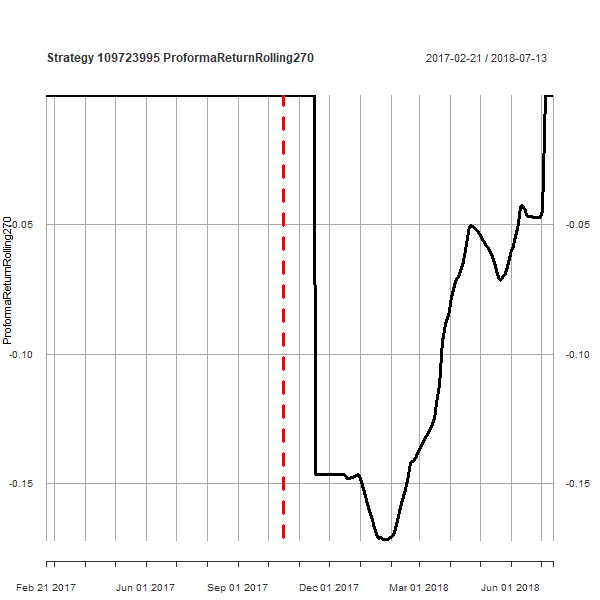 Strategy 109723995 ProformaReturnRolling270
2017-02-21 / 2018-07-13
ProformaReturnRolling270
-0.05
-0.05
-0.10
-0.10
-0.15
-0.15
Feb 21 2017
Jun 01 2017
Sep 01 2017
Dec 01 2017
Mar 01 2018
Jun 01 2018